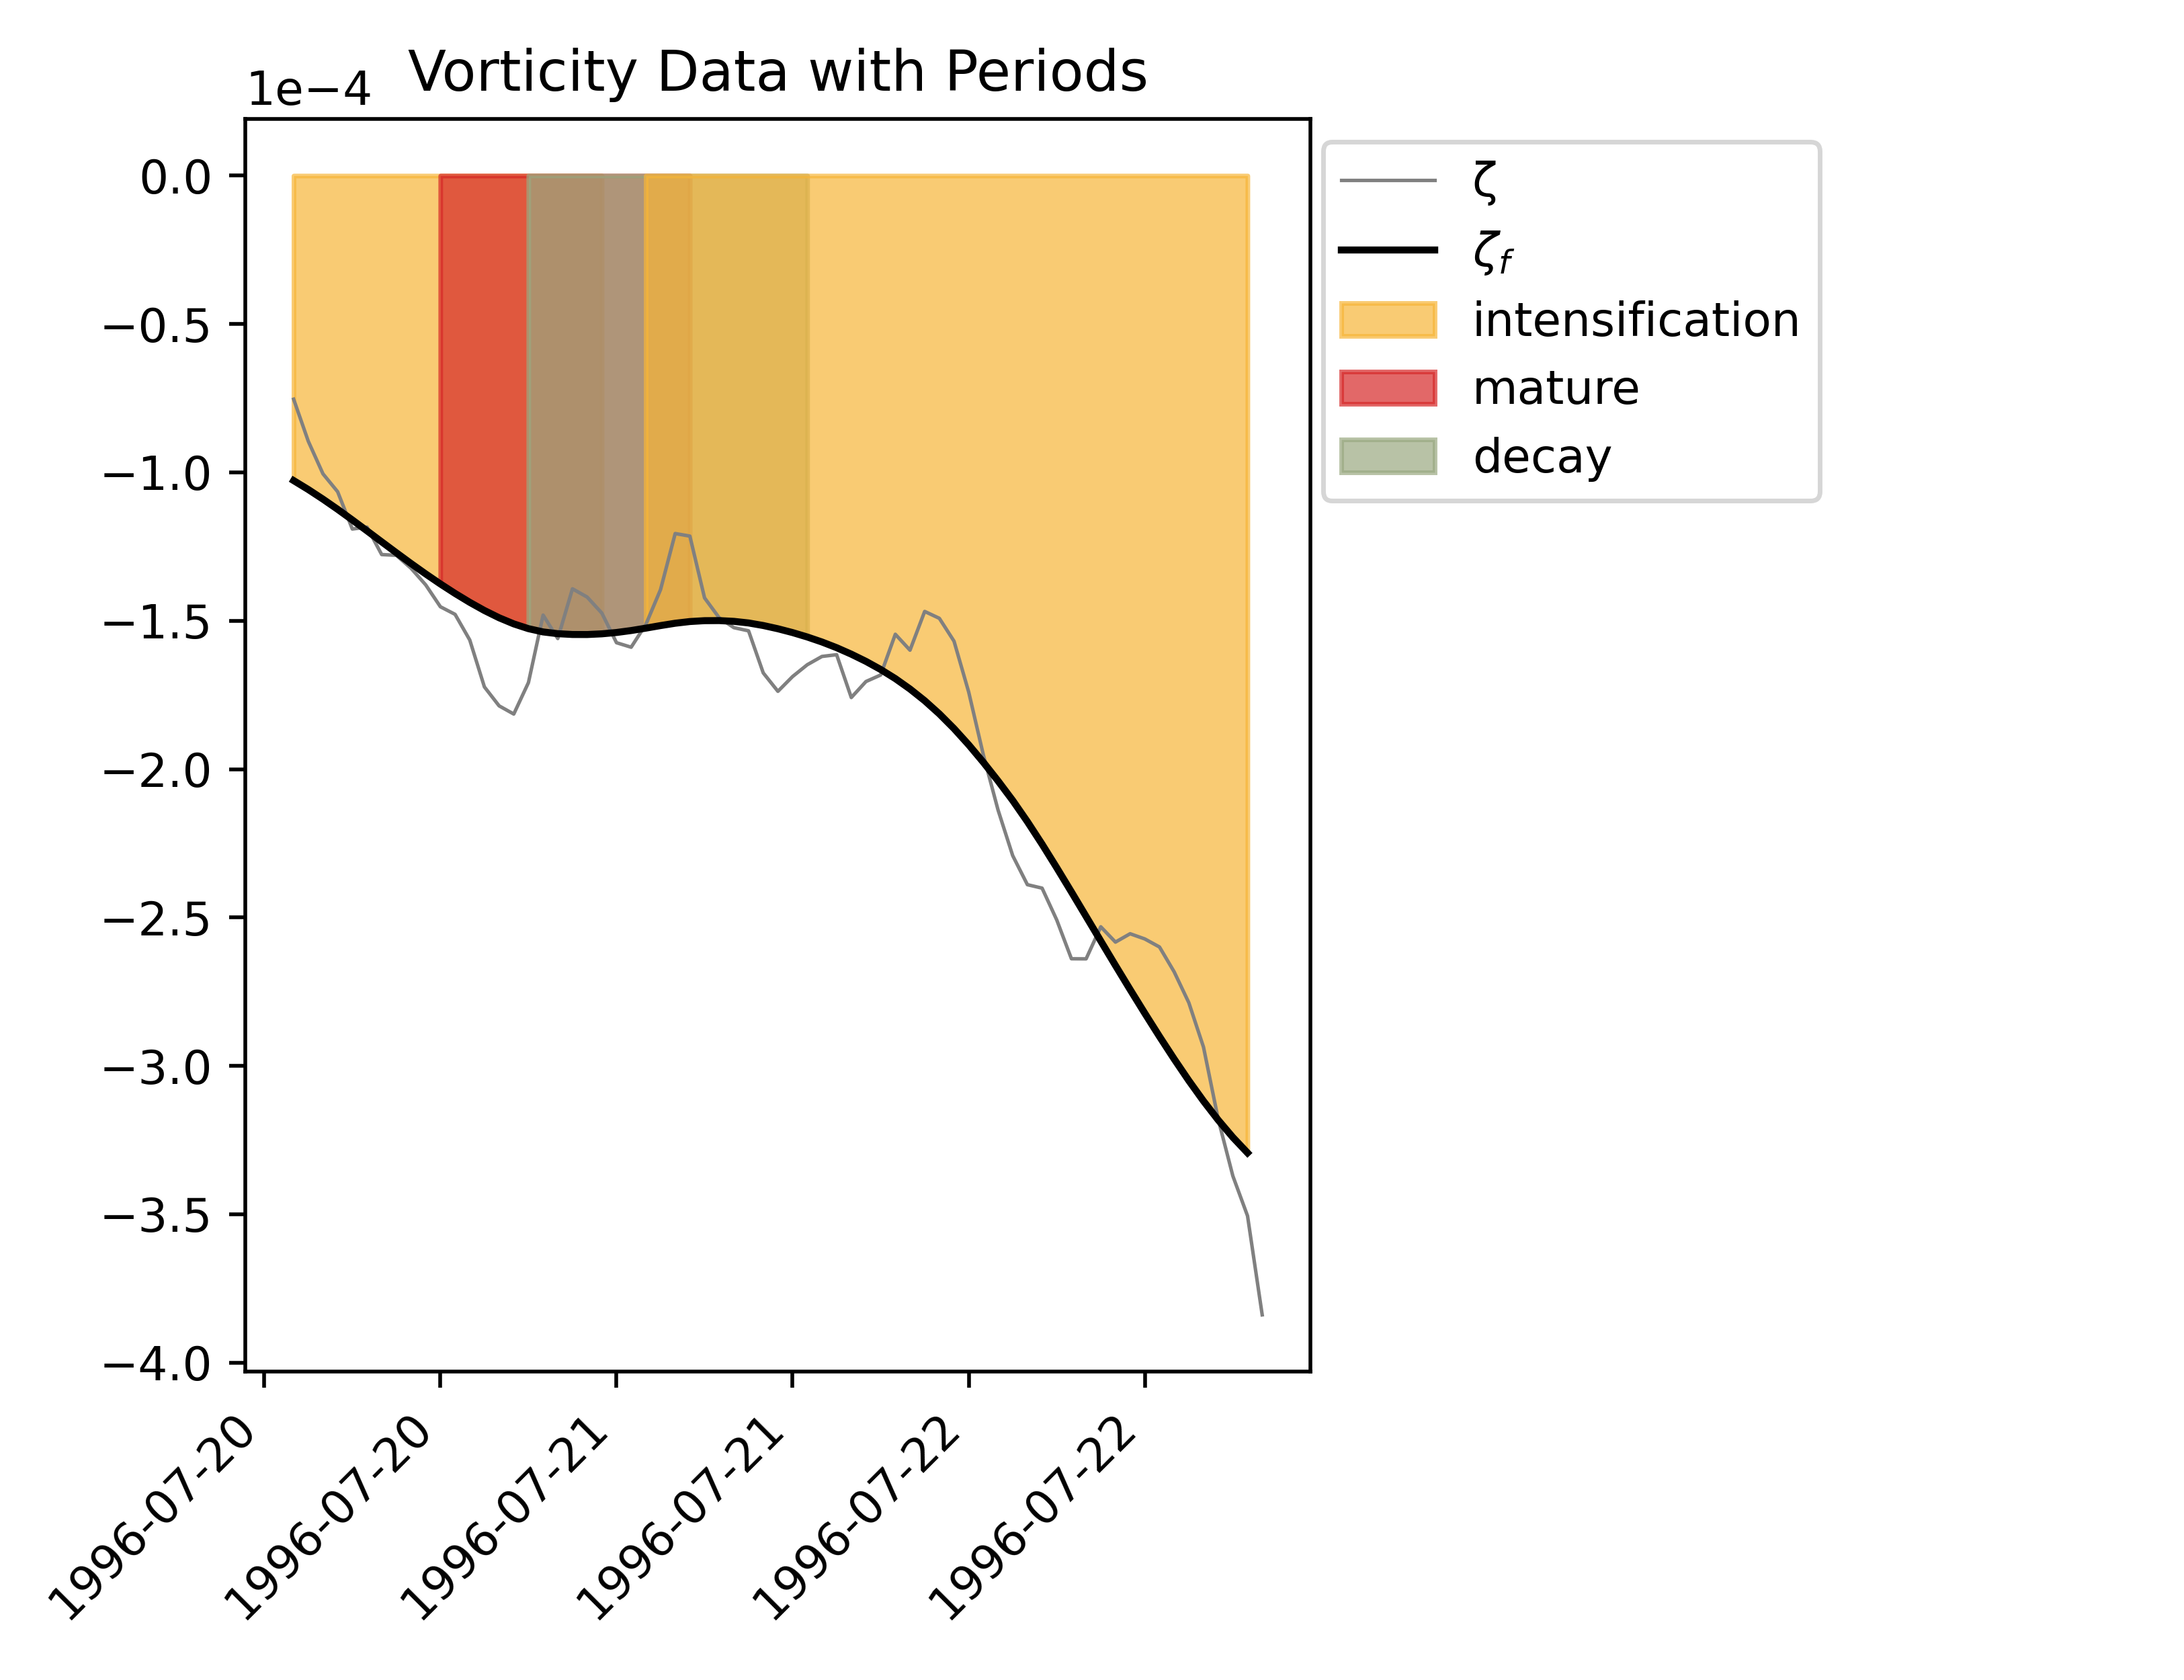 Vorticity Data with Periods
1e−4
0.0
−0.5
−1.0
−1.5
−2.0
−2.5
−3.0
−3.5
−4.0
1996-07-20
1996-07-20
1996-07-21
1996-07-21
1996-07-22
1996-07-22
ζ
ζf
intensification
mature
decay